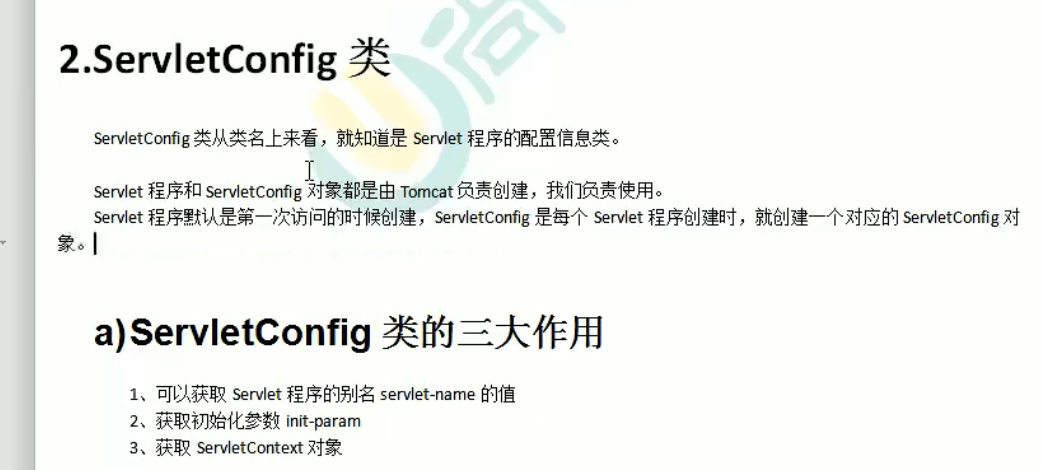 2.ServletConfig 类
ServletConfig 类从类名上来看，就知道是 Servlet 程序的配置信息类。
Servlet 程序和 ServletConfig 对象都是由 Tomcat 负责创建，我们负责使用。
Servlet 程序默认是第一次访问的时候创建，ServletConfig 是每个 Servlet 程序创建时，就创建一个对应的 ServletConfig 对
象。
a)ServletConfig 类的三大作用
1、可以获取 Servlet 程序的别名 servlet-name 的值
2、获取初始化参数 init-param
3、获取 ServletContext 对象